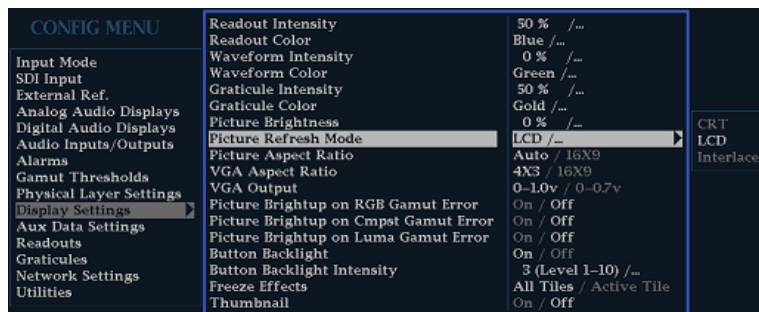 CONFIG MENU
Input Mode
SDI Input
External Ref.
Analog Audio Displays
Digital Audio Displays
Audio Inputs/Outputs
Alarms
Gamut Thresholds
Physical Layer Settings
Display Settings
Aux Data Settings
Readouts
Graticules
Network Settings
Utilities
Readout Intensity 50 % /...
Readout Color Blue /...
Waveform Intensity 0 % /...
Waveform Color Green /...
Graticule Intensity 50 % /...
Graticule Color Gold /...
Picture Brightness 0 % /...
Picture Refresh Mode LCD /...
Picture Aspect Ratio Auto / 16X9
VGA Aspect Ratio 4X3 / 16X9
VGA Output 0-1.0v / 0-0.7v
Picture Brightup on RGB Gamut Error On / Off
Picture Brightup on Cmpst Gamut Error On / Off
Picture Brightup on Luma Gamut Error On / Off
Button Backlight On / Off
Button Backlight Intensity 3 (Level 1-10) /...
Freeze Effects All Tiles / Active Tile
Thumbnail On / Off
CRT
LCD
Interlace